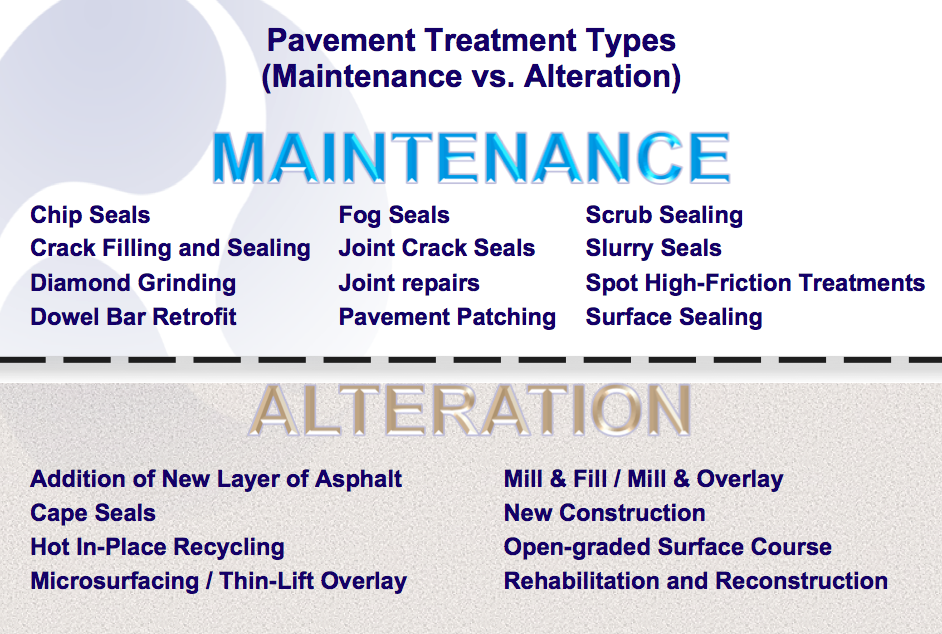 Pavement Treatment Types
(Maintenance vs. Alteration)
MAINTENANCE
Chip Seals
Crack Filling and Sealing
Diamond Grinding
Dowel Bar Retrofit
Fog Seals
Joint Crack Seals
Joint repairs
Pavement Patching
Scrub Sealing
Slurry Seals
Spot High-Friction Treatments
Surface Sealing
ALTERATION
Addition of New Layer of Asphalt
Cape Seals
Hot In-Place Recycling
Microsurfacing / Thin-Lift Overlay
Mill & Fill / Mill & Overlay
New Construction
Open-graded Surface Course
Rehabilitation and Reconstruction